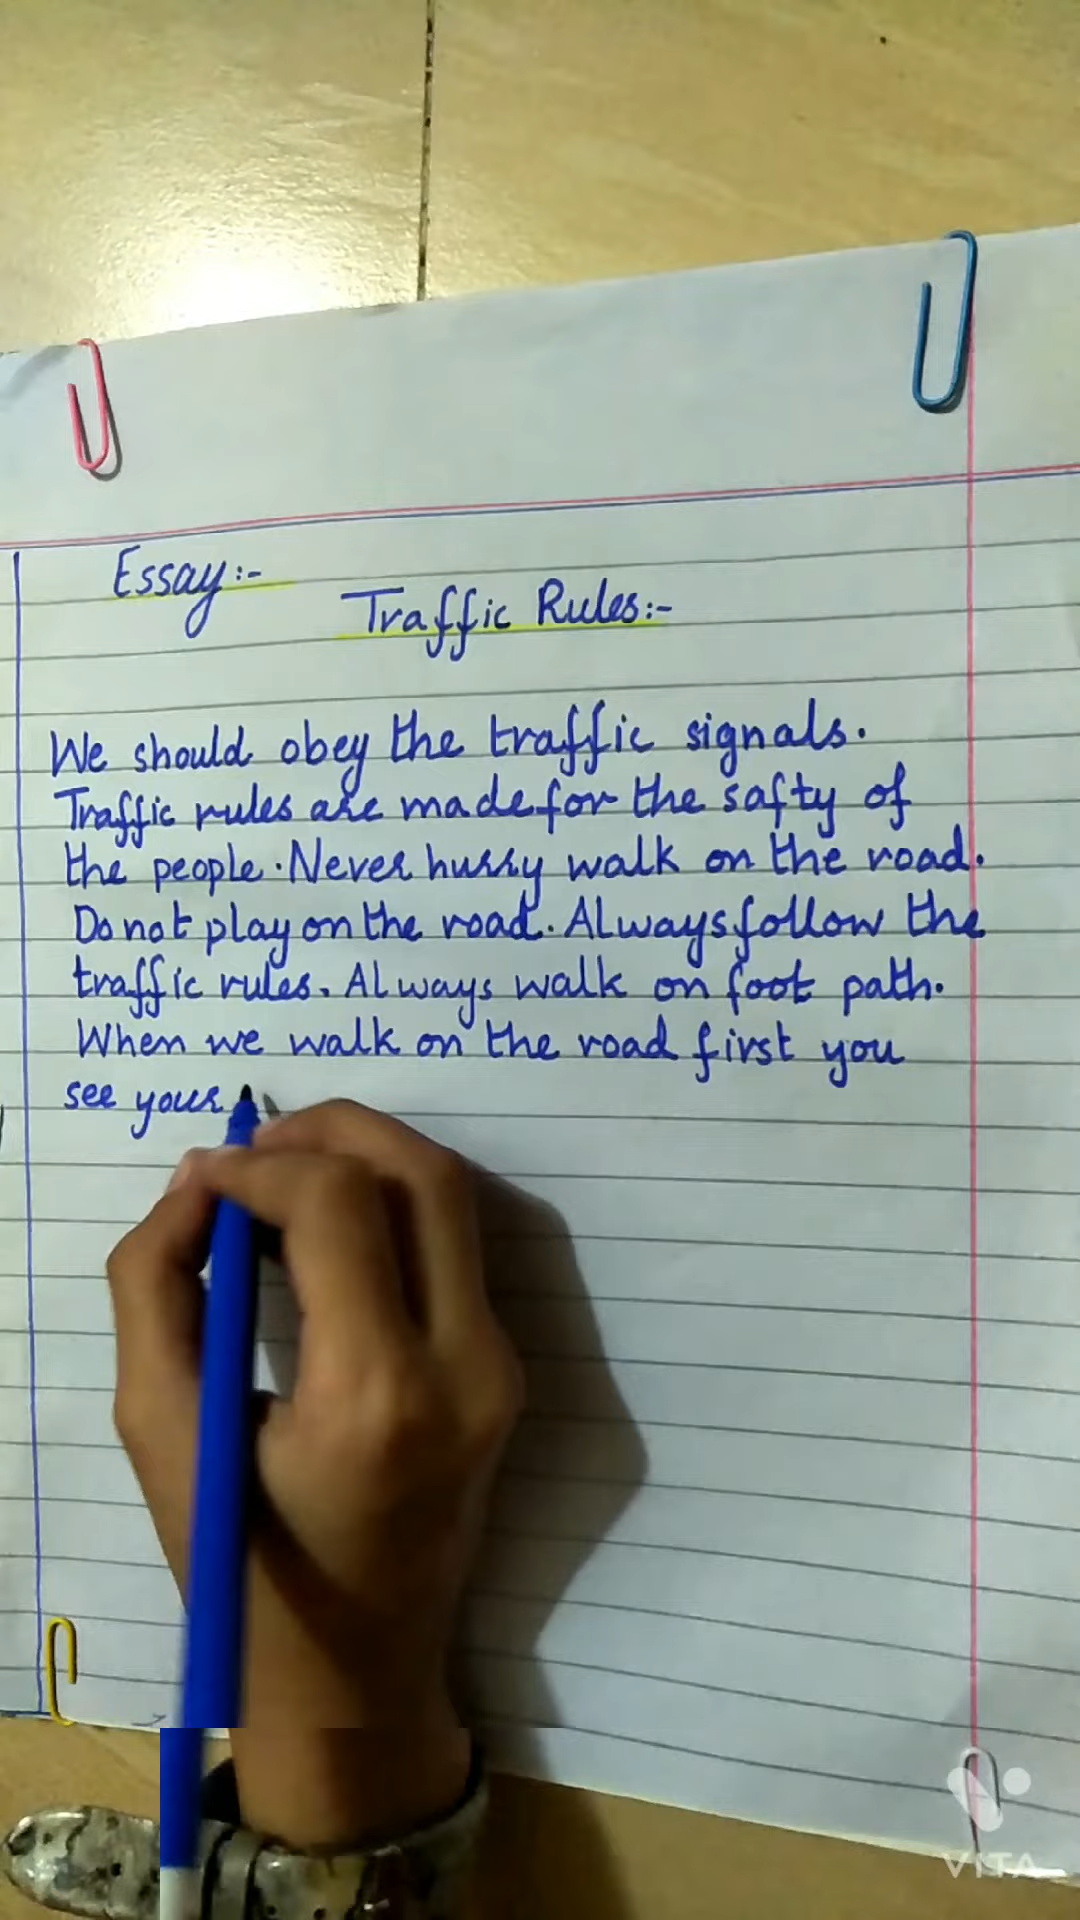 Essay:-
Traffic Rules:-
We should obey the traffic signals.
Traffic rules are made for the safty of
the people. Never hurry walk on the road.
Do not play on the road. Always follow the
traffic rules. Always walk on foot path.
When we walk on the road first you
see your
VITA